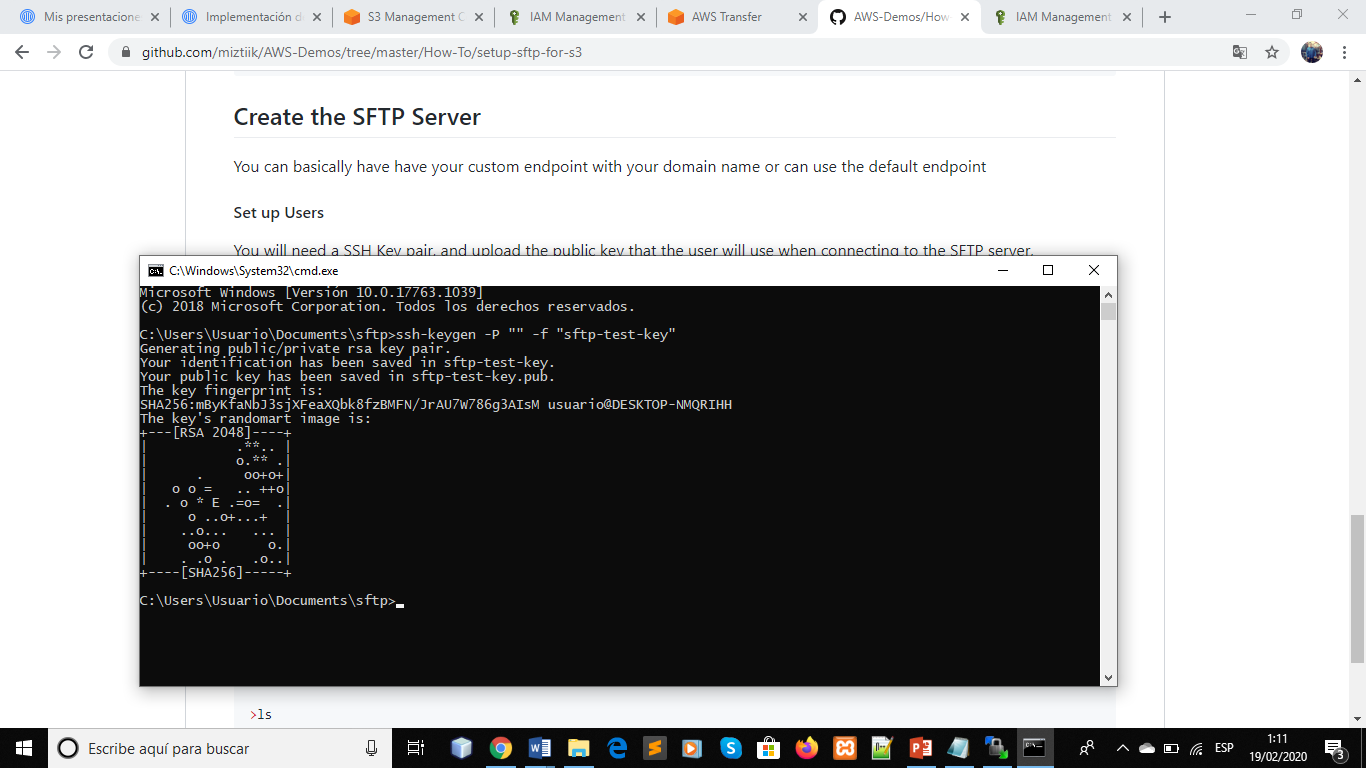 Mis presentacione
Implementación d
S3 Management C
IAM Management
AWS Transfer
AWS-Demos/How
IAM Management
github.com/miztiik/AWS-Demos/tree/master/How-To/setup-sftp-for-s3
Create the SFTP Server
You can basically have have your custom endpoint with your domain name or can use the default endpoint
Set up Users
You will need a SSH Key pair, and upload the public key that the user will use when connecting to the SFTP server.
C:\Windows\System32\cmd.exe
Microsoft Windows [Versión 10.0.17763.1039]
(c) 2018 Microsoft Corporation. Todos los derechos reservados.
C:\Users\Usuario\Documents\sftp>ssh-keygen -P "" -f "sftp-test-key"
Generating public/private rsa key pair.
Your identification has been saved in sftp-test-key.
Your public key has been saved in sftp-test-key.pub.
The key fingerprint is:
SHA256:mByKfaNbJ3sjXFeaXQbk8fzBMFN/JrAU7W786g3AIsM usuario@DESKTOP-NMQRIHH
The key's randomart image is:
+---[RSA 2048]----+
|           .**.. |
|           o.** .|
|      .     oo+o+|
|   o o =   .. ++o|
|  . o * E .=o=  .|
|     o ..o+...+  |
|    ..o...   ... |
|     oo+o      o.|
|    . .o .   .o..|
+----[SHA256]-----+
C:\Users\Usuario\Documents\sftp>
>ls
Escribe aquí para buscar
ESP
1:11
19/02/2020
3